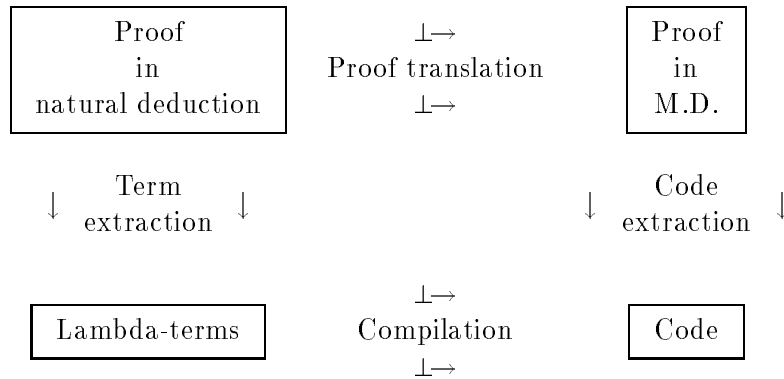 Proof
in
natural deduction
⊥→
Proof translation
⊥→
Proof
in
M.D.
↓ Term extraction ↓
↓ Code extraction ↓
Lambda-terms
⊥→
Compilation
⊥→
Code